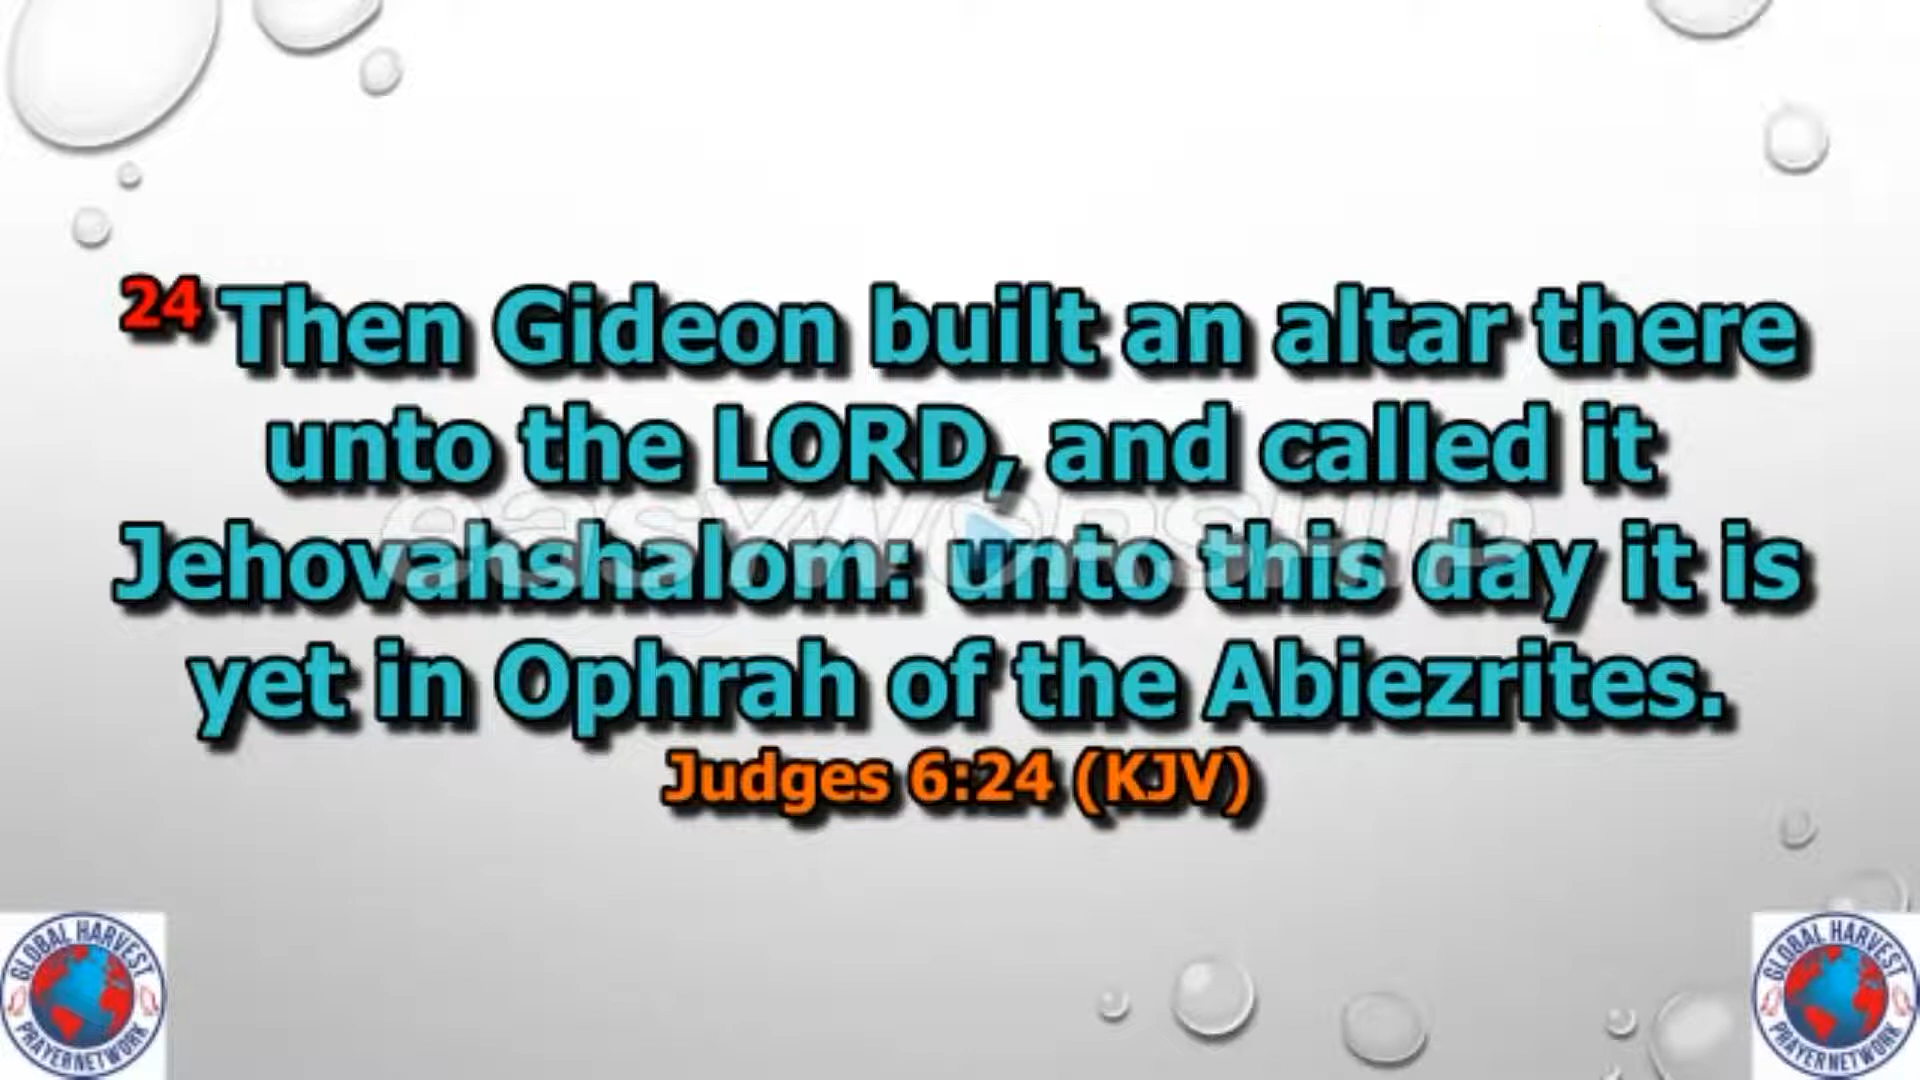 24 Then Gideon built an altar there
unto the LORD, and called it
Jehovahshalom: unto this day it is
yet in Ophrah of the Abiezrites.
Judges 6:24 (KJV)
easyworship
GLOBAL HARVEST
PRAYERNETWORK
GLOBAL HARVEST
PRAYERNETWORK